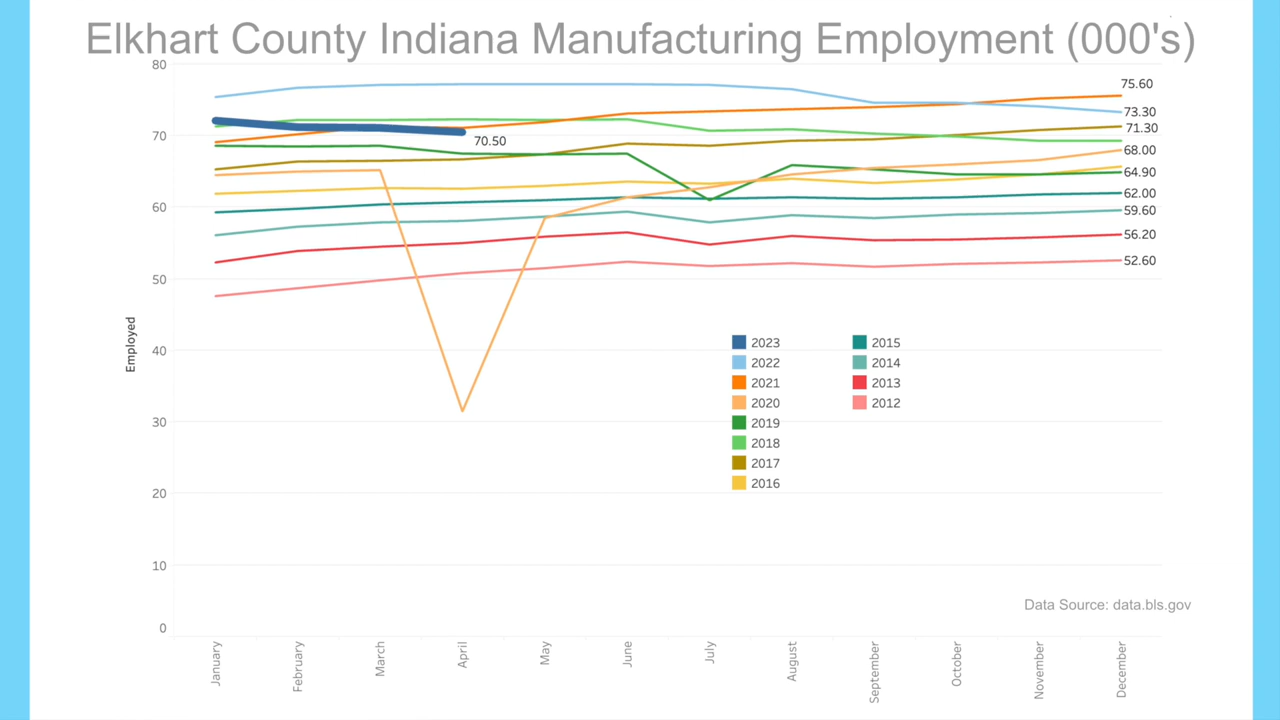 Elkhart County Indiana Manufacturing Employment (000's)
80
70
60
50
40
30
20
10
0
Employed
75.60
73.30
71.30
70.50
68.00
64.90
62.00
59.60
56.20
52.60
2023
2022
2021
2020
2019
2018
2017
2016
2015
2014
2013
2012
Data Source: data.bls.gov
January
February
March
April
May
June
July
August
September
October
November
December